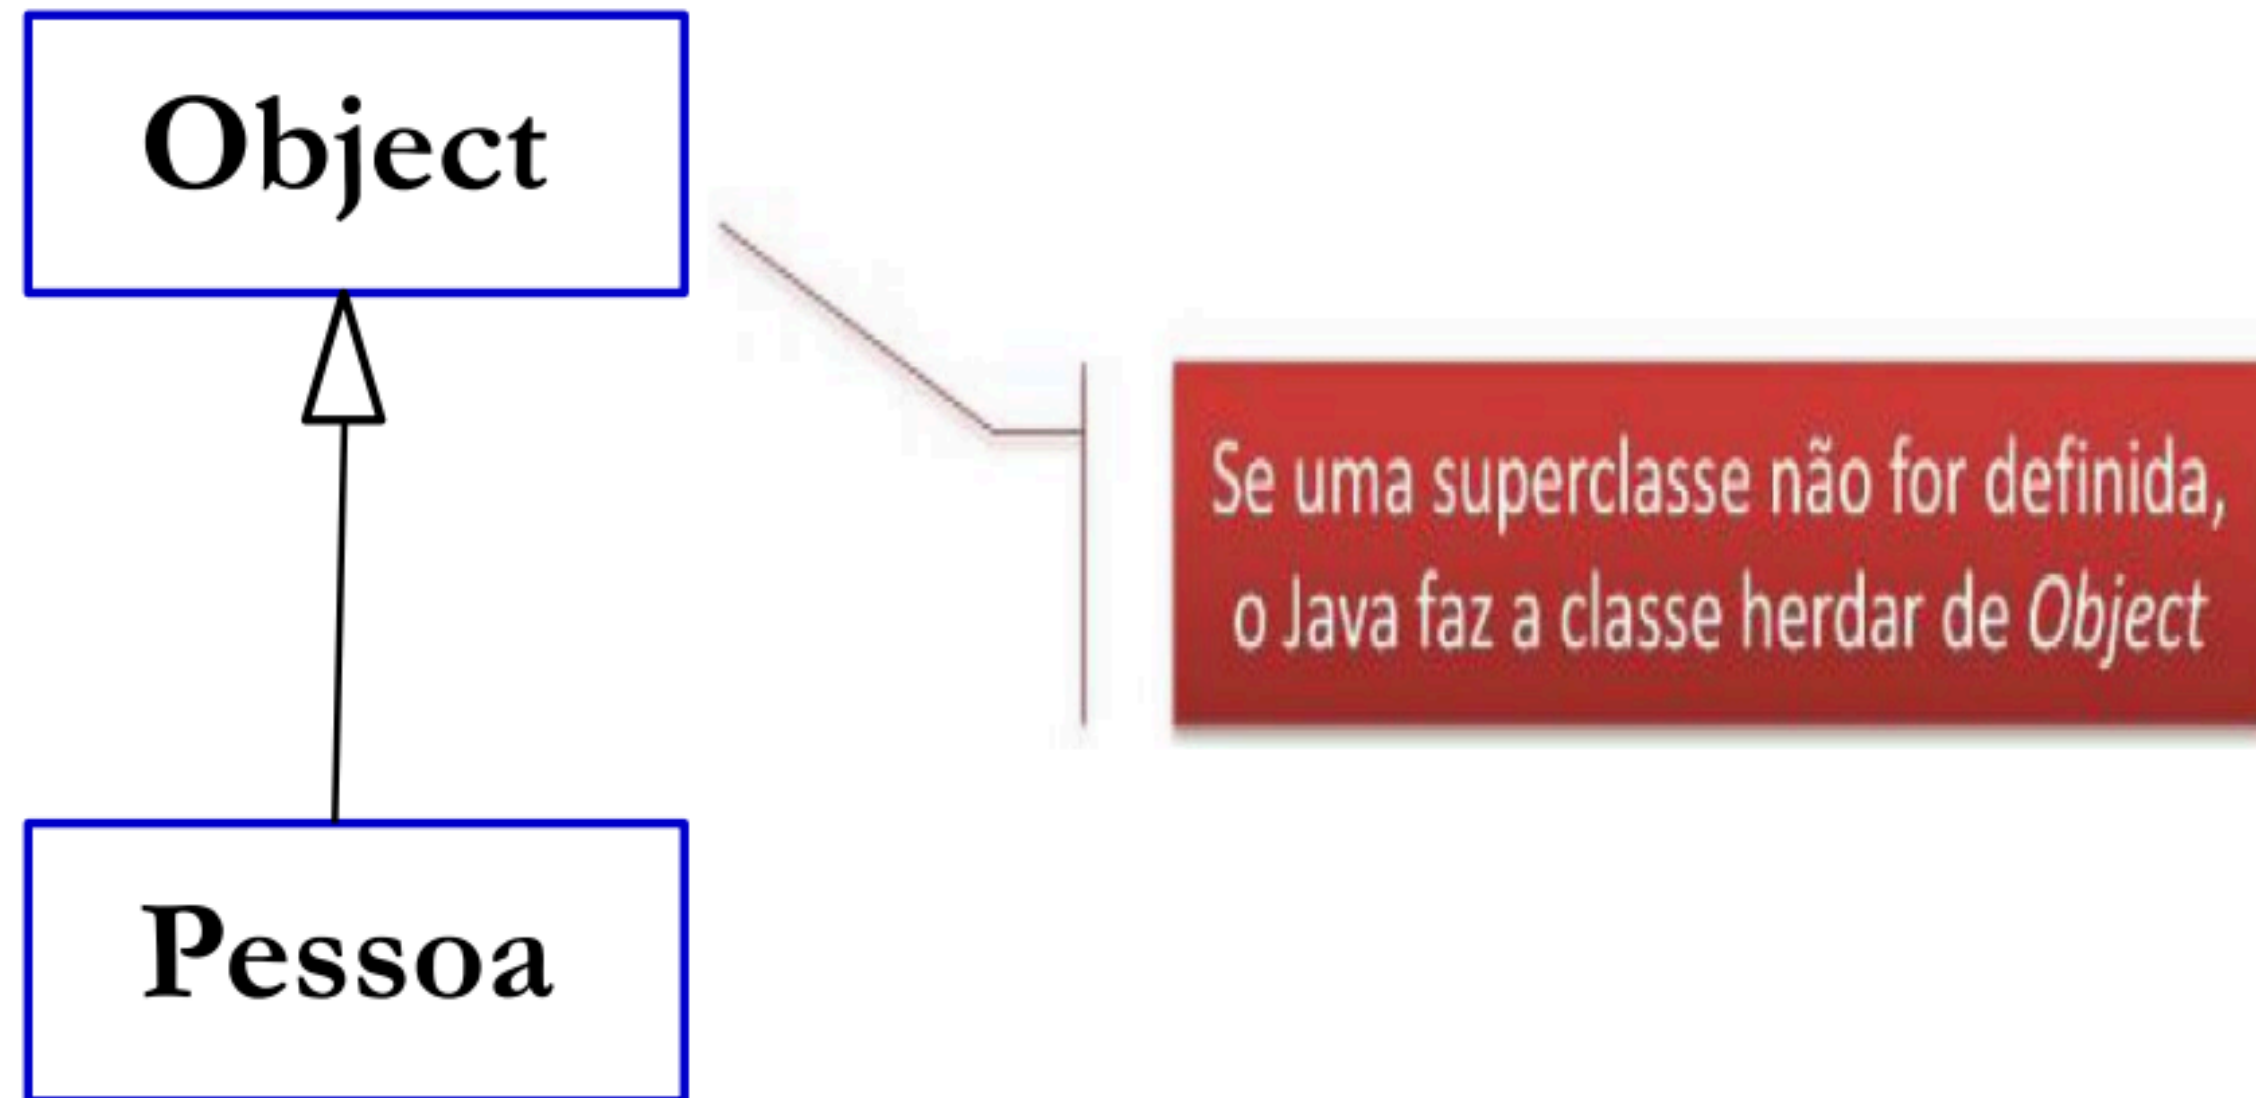 Object
Se uma superclasse não for definida,
o Java faz a classe herdar de Object
Pessoa